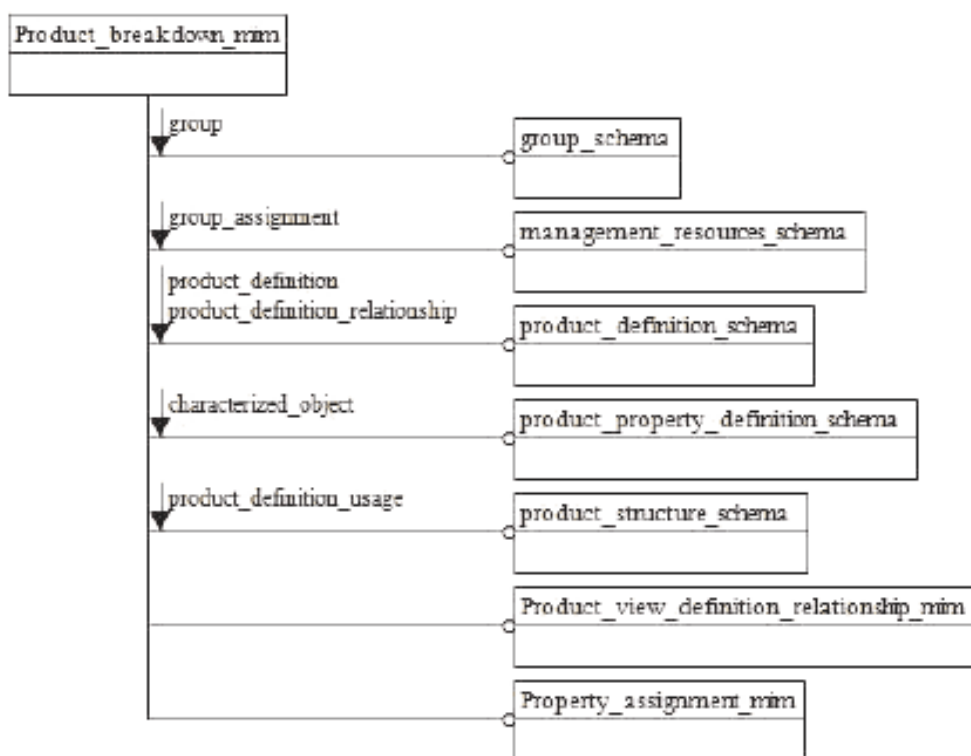 Product_breakdown_mim
group
group_schema
group_assignment
management_resources_schema
product_definition
product_definition_relationship
product_definition_schema
characterized_object
product_property_definition_schema
product_definition_usage
product_structure_schema
Product_view_definition_relationship_mim
Property_assignment_mim